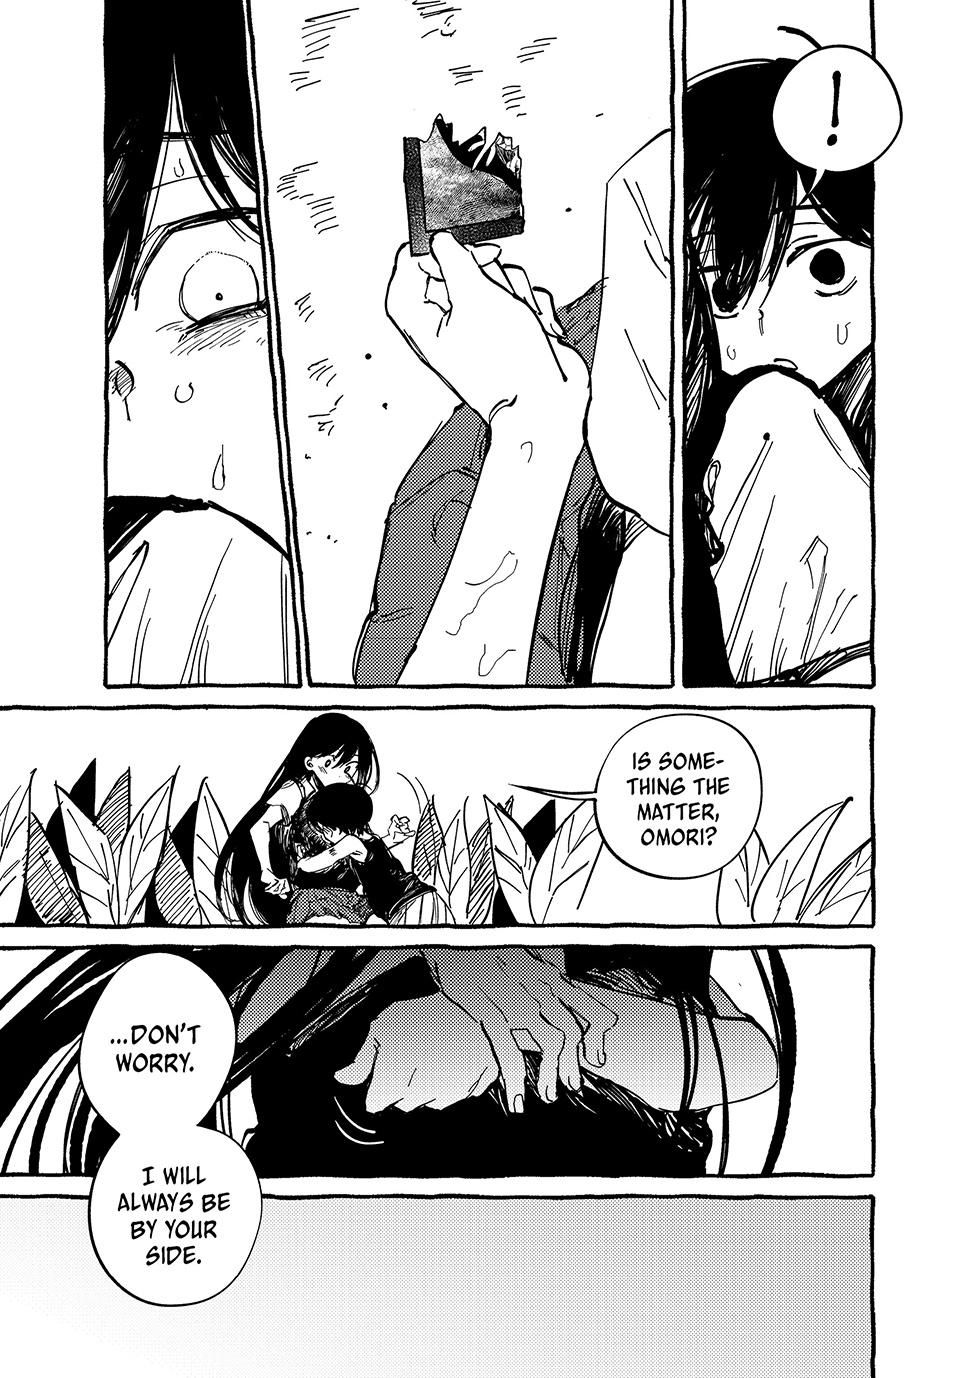 !
IS SOME-
THING THE
MATTER,
OMORI?
...DON'T
WORRY.
I WILL
ALWAYS BE
BY YOUR
SIDE.